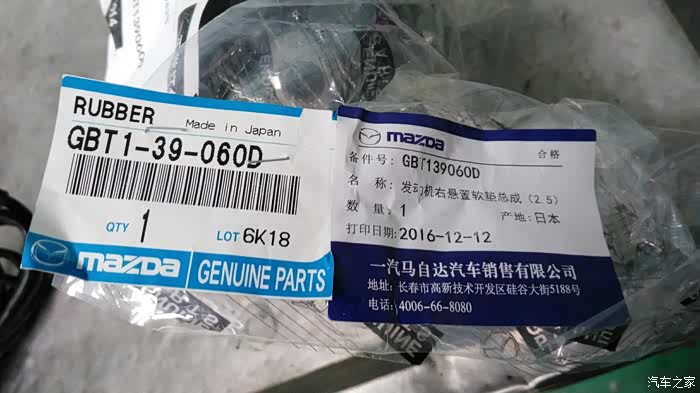 RUBBER
Made in Japan
GBT1-39-060D
QTY 1
LOT 6K18
mazda
GENUINE PARTS
mazda
合格
备件号: GBT139060D
名 称: 发动机右悬置软垫总成 (2.5)
数 量: 1
产地: 日本
打印日期: 2016-12-12
一汽马自达汽车销售有限公司
地址: 长春市高新技术开发区硅谷大街5188号
电话: 4006-66-8080
汽车之家